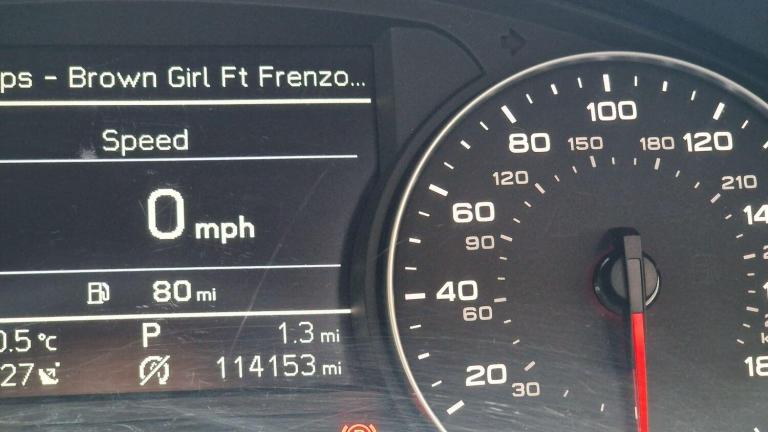 ps - Brown Girl Ft Frenzo...
Speed
0 mph
80 mi
0.5 °C P 1.3 mi
27 114153 mi
20 40 60 80 100 120
30 60 90 120 150 180 210